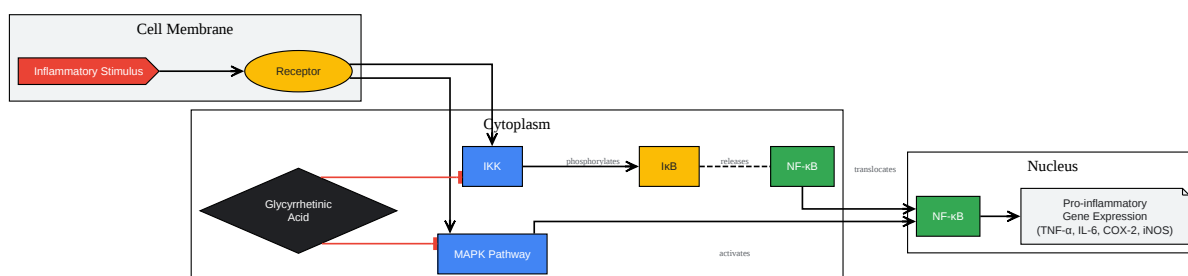 Cell Membrane
Inflammatory Stimulus
Receptor
Cytoplasm
IKK
phosphorylates
IκB
releases
NF-κB
translocates
Glycyrrhetinic
Acid
MAPK Pathway
activates
Nucleus
NF-κB
Pro-inflammatory
Gene Expression
(TNF-α, IL-6, COX-2, iNOS)